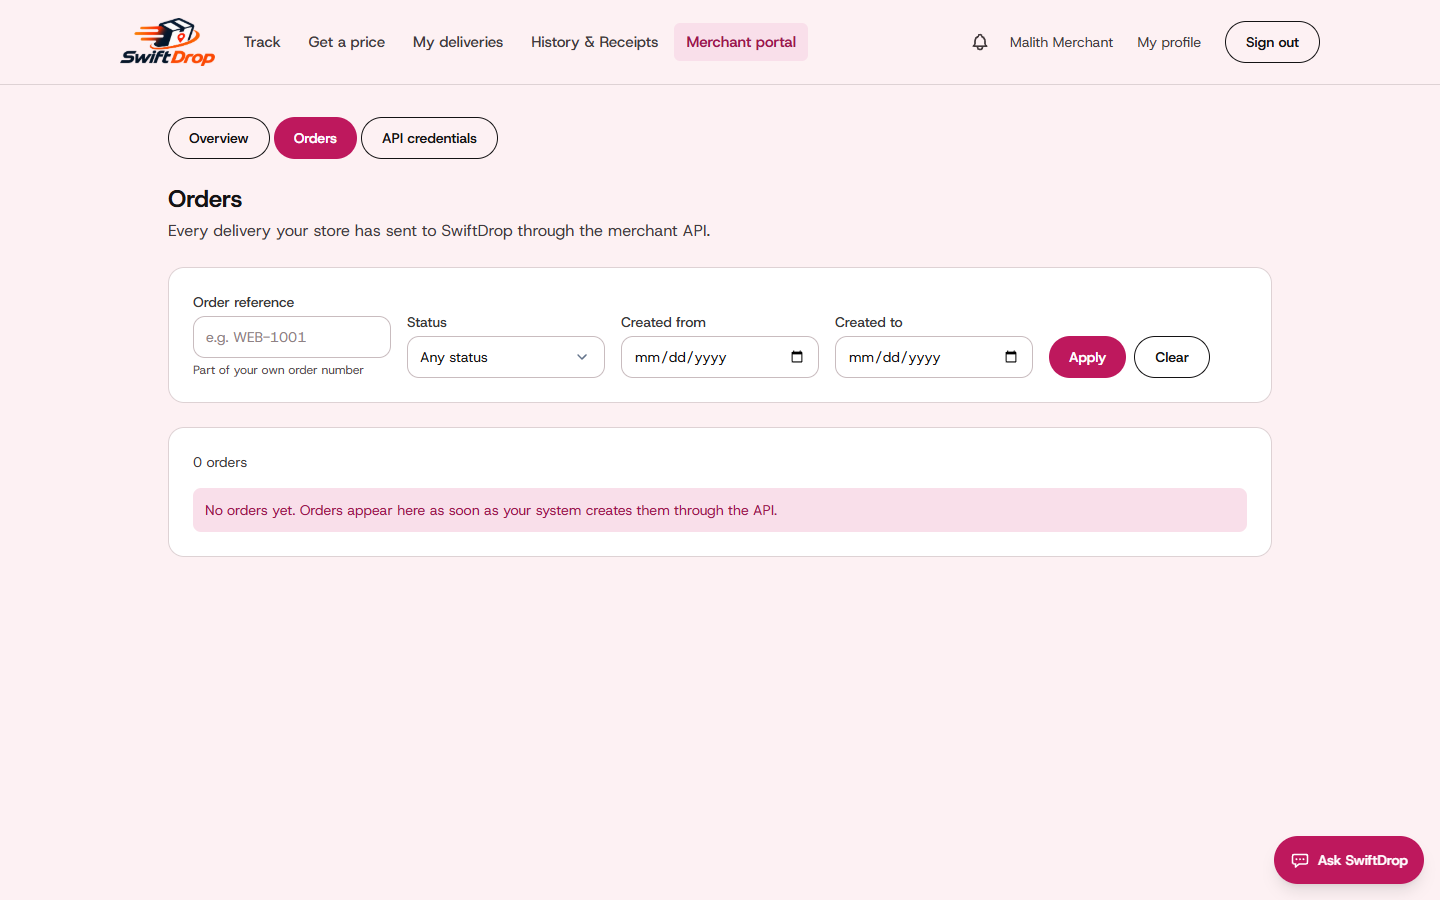 SwiftDrop
Track Get a price My deliveries History & Receipts Merchant portal Malith Merchant My profile Sign out
Overview Orders API credentials
Orders
Every delivery your store has sent to SwiftDrop through the merchant API.
Order reference
e.g. WEB-1001
Part of your own order number
Status
Any status
Created from
mm/dd/yyyy
Created to
mm/dd/yyyy
Apply Clear
0 orders
No orders yet. Orders appear here as soon as your system creates them through the API.
Ask SwiftDrop